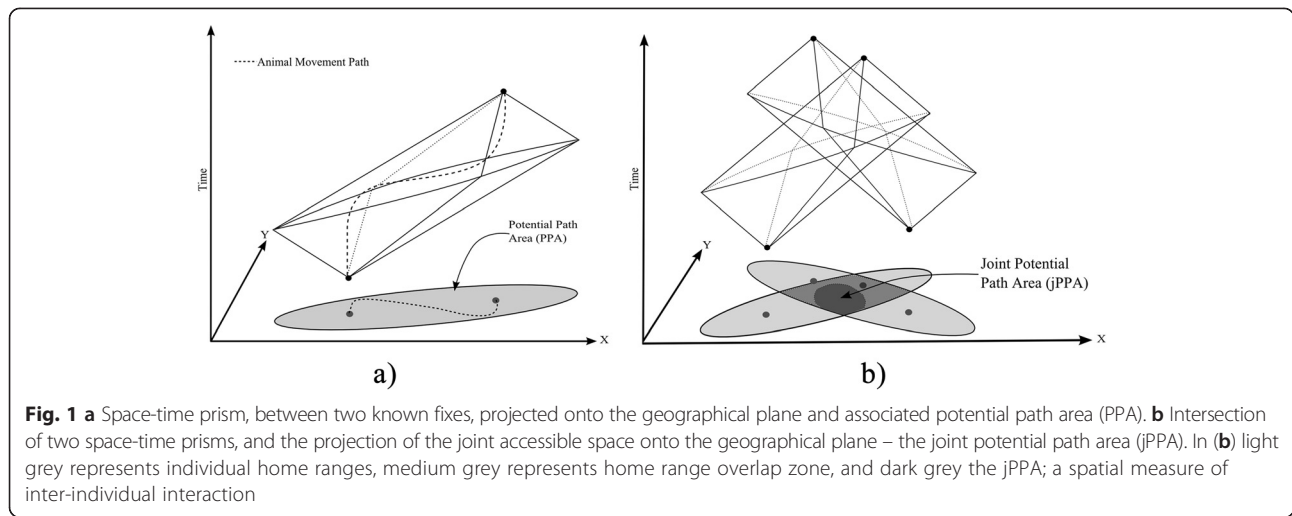 Animal Movement Path
Time
Y
Potential Path
Area (PPA)
X
a)
Time
Y
Joint Potential
Path Area (jPPA)
X
b)
Fig. 1 a Space-time prism, between two known fixes, projected onto the geographical plane and associated potential path area (PPA). b Intersection
of two space-time prisms, and the projection of the joint accessible space onto the geographical plane – the joint potential path area (jPPA). In (b) light
grey represents individual home ranges, medium grey represents home range overlap zone, and dark grey the jPPA; a spatial measure of
inter-individual interaction